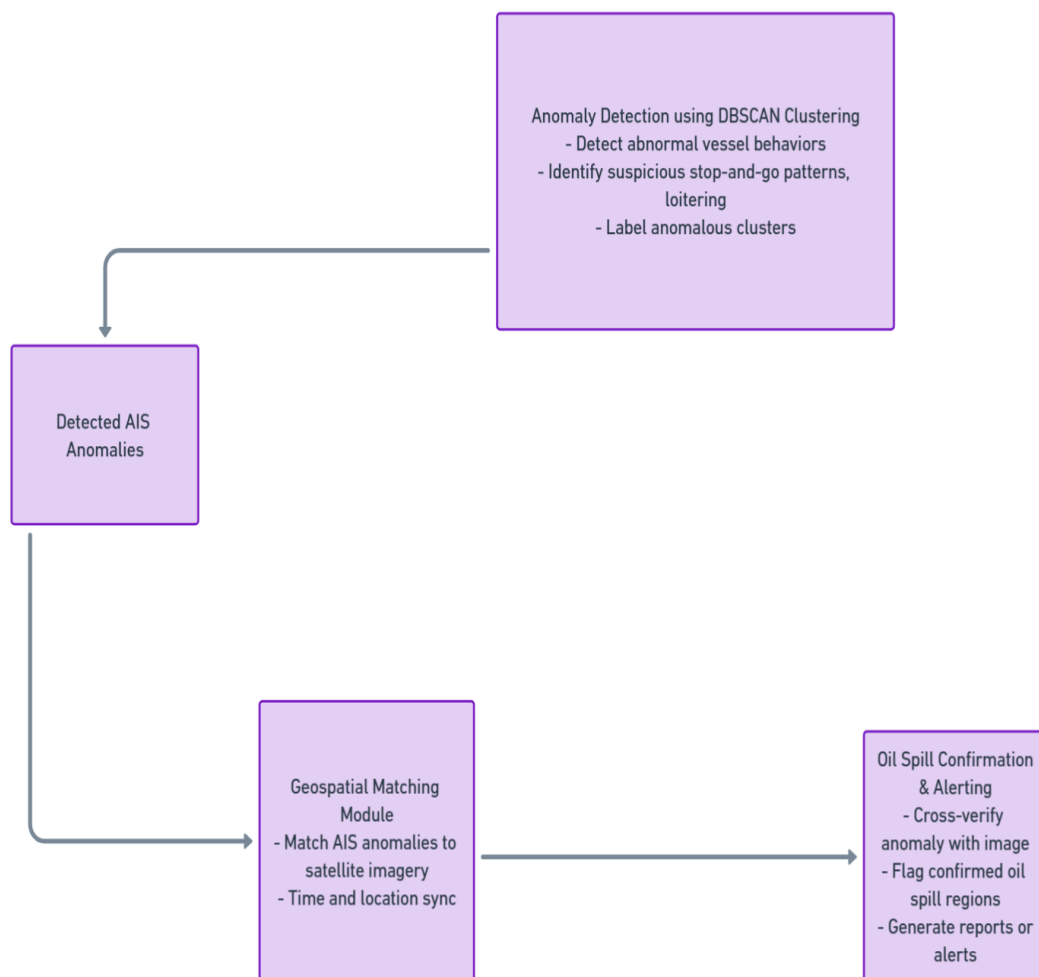 Anomaly Detection using DBSCAN Clustering
- Detect abnormal vessel behaviors
- Identify suspicious stop-and-go patterns,
loitering
- Label anomalous clusters
Detected AIS
Anomalies
Geospatial Matching
Module
- Match AIS anomalies to
satellite imagery
- Time and location sync
Oil Spill Confirmation
& Alerting
- Cross-verify
anomaly with image
- Flag confirmed oil
spill regions
- Generate reports or
alerts